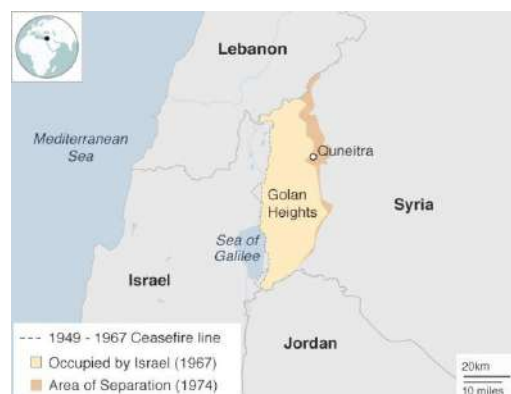 Lebanon
Mediterranean
Sea
Quneitra
Golan
Heights
Syria
Sea of
Galilee
Israel
Jordan
1949 - 1967 Ceasefire line
Occupied by Israel (1967)
Area of Separation (1974)
20km
10 miles